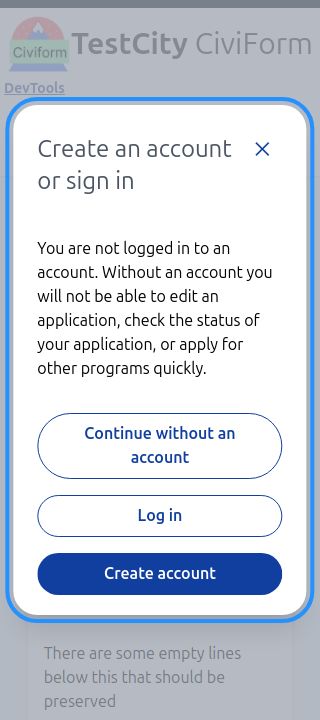 Civiform
TestCity CiviForm
DevTools
Create an account
or sign in
You are not logged in to an
account. Without an account you
will not be able to edit an
application, check the status of
your application, or apply for
other programs quickly.
Continue without an
account
Log in
Create account
There are some empty lines
below this that should be
preserved